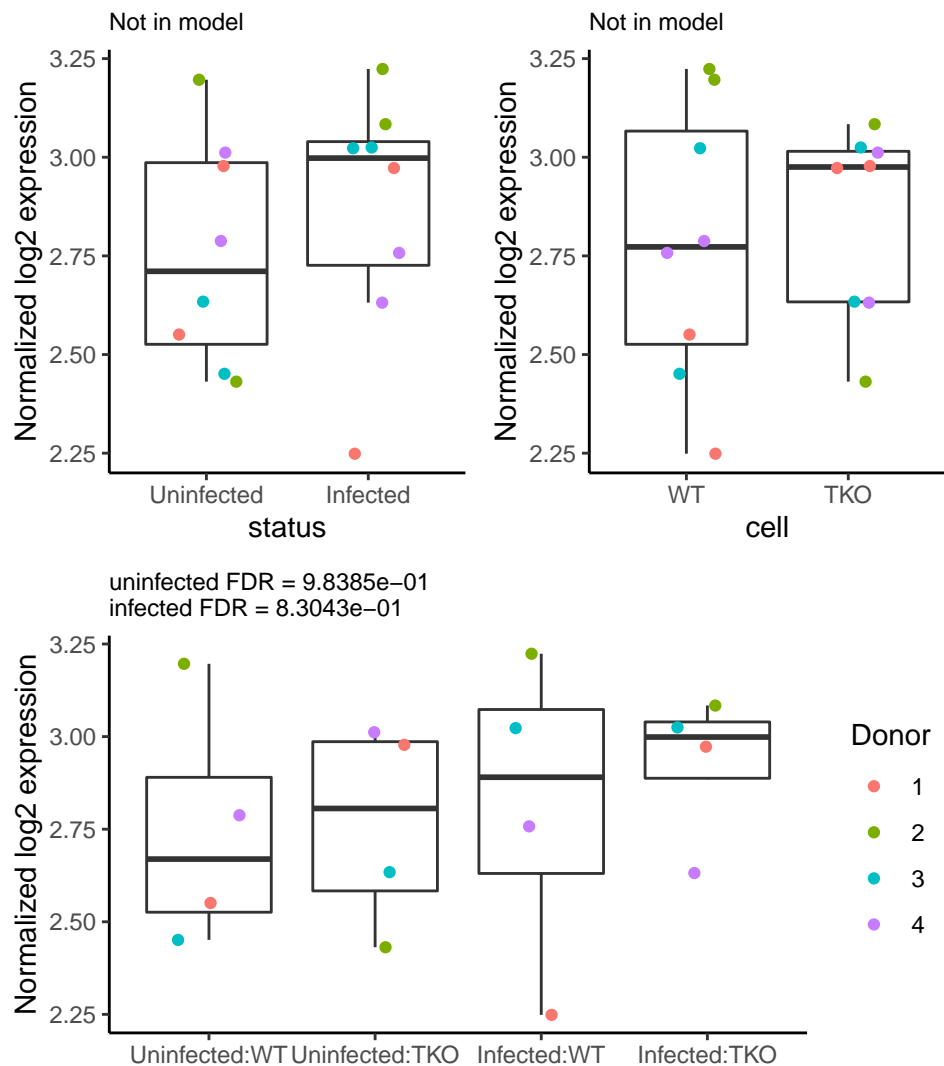 Not in model
3.25
3.00
2.75
2.50
2.25
Normalized log2 expression
Uninfected
Infected
status
Not in model
3.25
3.00
2.75
2.50
2.25
Normalized log2 expression
WT
TKO
cell
uninfected FDR = 9.8385e−01
infected FDR = 8.3043e−01
3.25
3.00
2.75
2.50
2.25
Normalized log2 expression
Uninfected:WT
Uninfected:TKO
Infected:WT
Infected:TKO
Donor
1
2
3
4